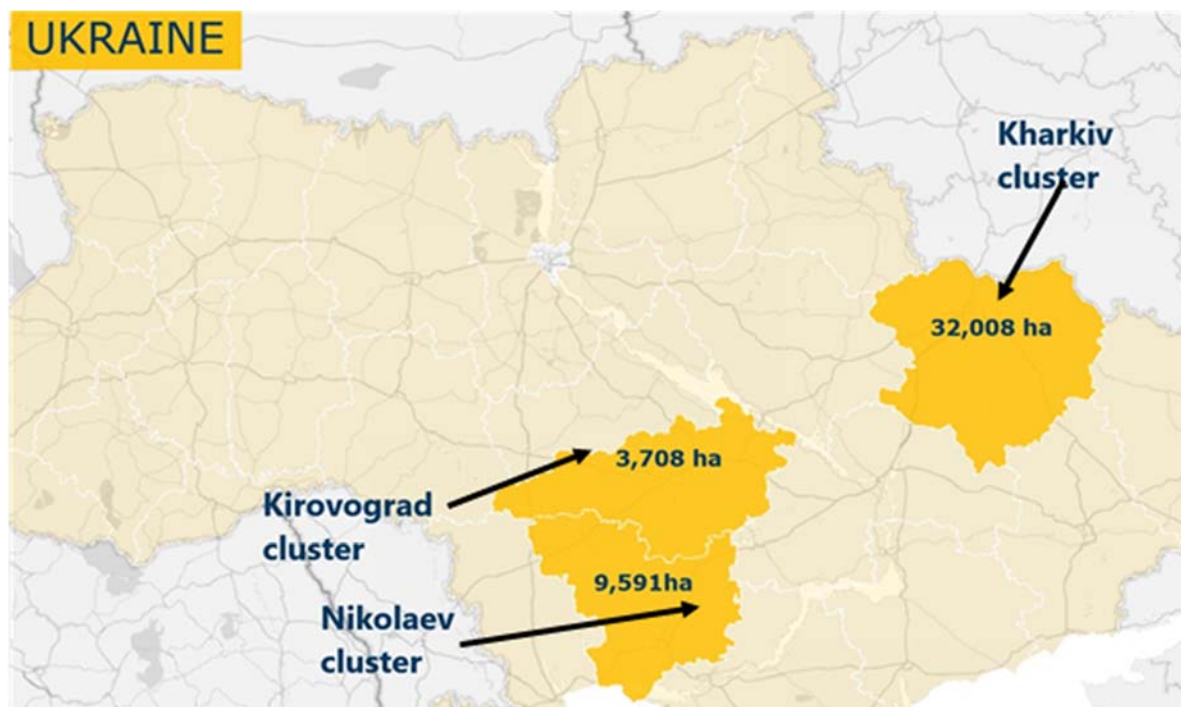 UKRAINE
Kharkiv
cluster
32,008 ha
3,708 ha
Kirovograd
cluster
9,591ha
Nikolaev
cluster